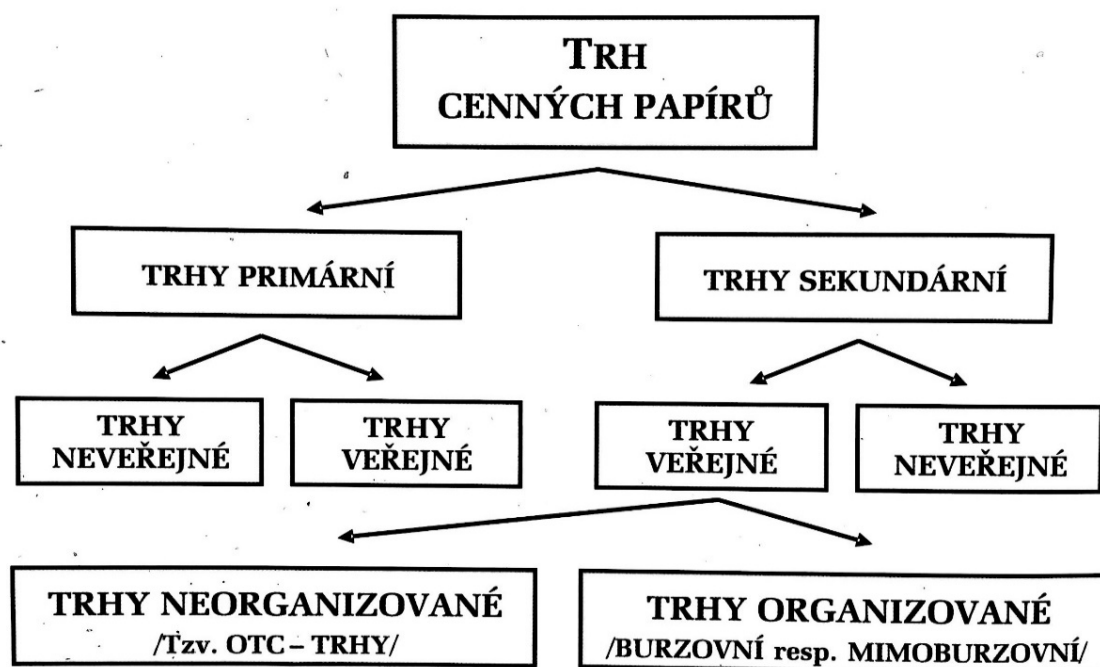 TRH
CENNÝCH PAPÍRŮ
TRHY PRIMÁRNÍ
TRHY SEKUNDÁRNÍ
TRHY
NEVEŘEJNÉ
TRHY
VEŘEJNÉ
TRHY
VEŘEJNÉ
TRHY
NEVEŘEJNÉ
TRHY NEORGANIZOVANÉ
/Tzv. OTC – TRHY/
TRHY ORGANIZOVANÉ
/BURZOVNÍ resp. MIMOBURZOVNÍ/